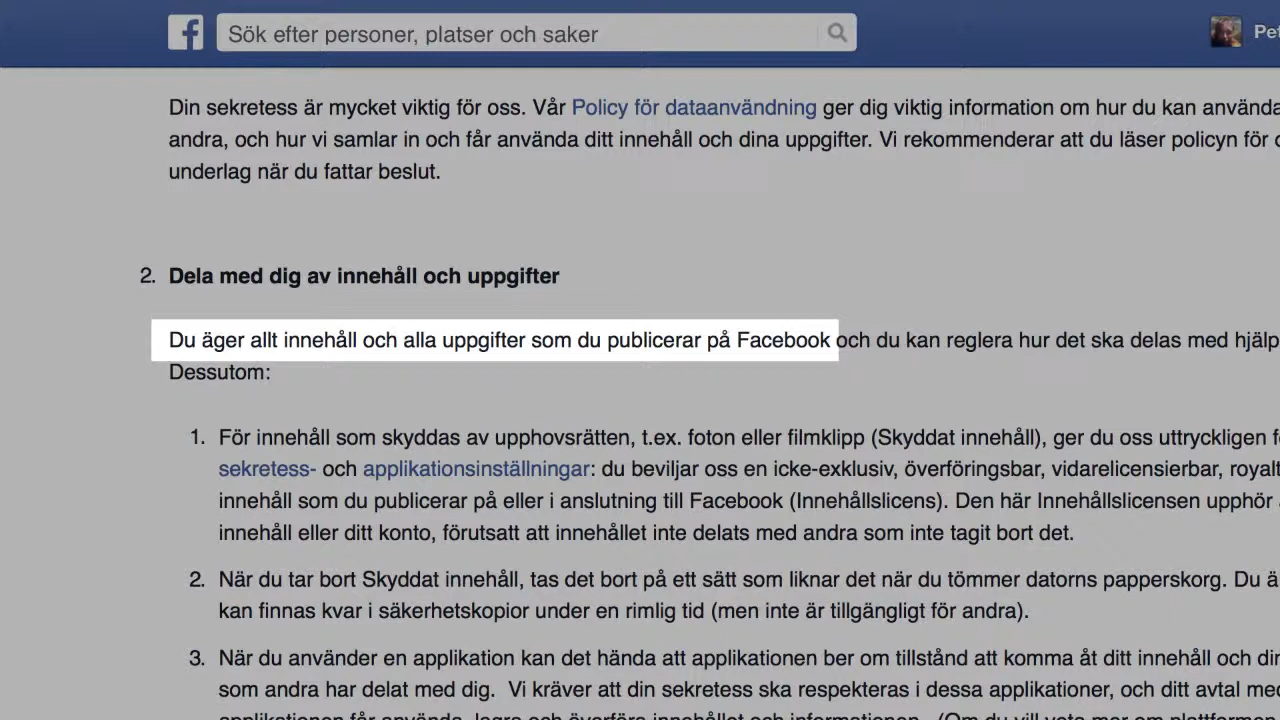 Sök efter personer, platser och saker
Din sekretess är mycket viktig för oss. Vår Policy för dataanvändning ger dig viktig information om hur du kan använda
andra, och hur vi samlar in och får använda ditt innehåll och dina uppgifter. Vi rekommenderar att du läser policyn för
underlag när du fattar beslut.
2. Dela med dig av innehåll och uppgifter
Du äger allt innehåll och alla uppgifter som du publicerar på Facebook och du kan reglera hur det ska delas med
Dessutom:
1. För innehåll som skyddas av upphovsrätten, t.ex. foton eller filmklipp (Skyddat innehåll), ger du oss uttryckligen
sekretess- och applikationsinställningar: du beviljar oss en icke-exklusiv, överföringsbar, vidarelicensierbar,
innehåll som du publicerar på eller i anslutning till Facebook (Innehållslicens). Den här Innehållslicensen upphör
innehåll eller ditt konto, förutsatt att innehållet inte delats med andra som inte tagit bort det.
2. När du tar bort Skyddat innehåll, tas det bort på ett sätt som liknar det när du tömmer datorns papperskorg. Du
kan finnas kvar i säkerhetskopior under en rimlig tid (men inte är tillgängligt för andra).
3. När du använder en applikation kan det hända att applikationen ber om tillstånd att komma åt ditt innehåll och
som andra har delat med dig. Vi kräver att din sekretess ska respekteras i dessa applikationer, och ditt avtal